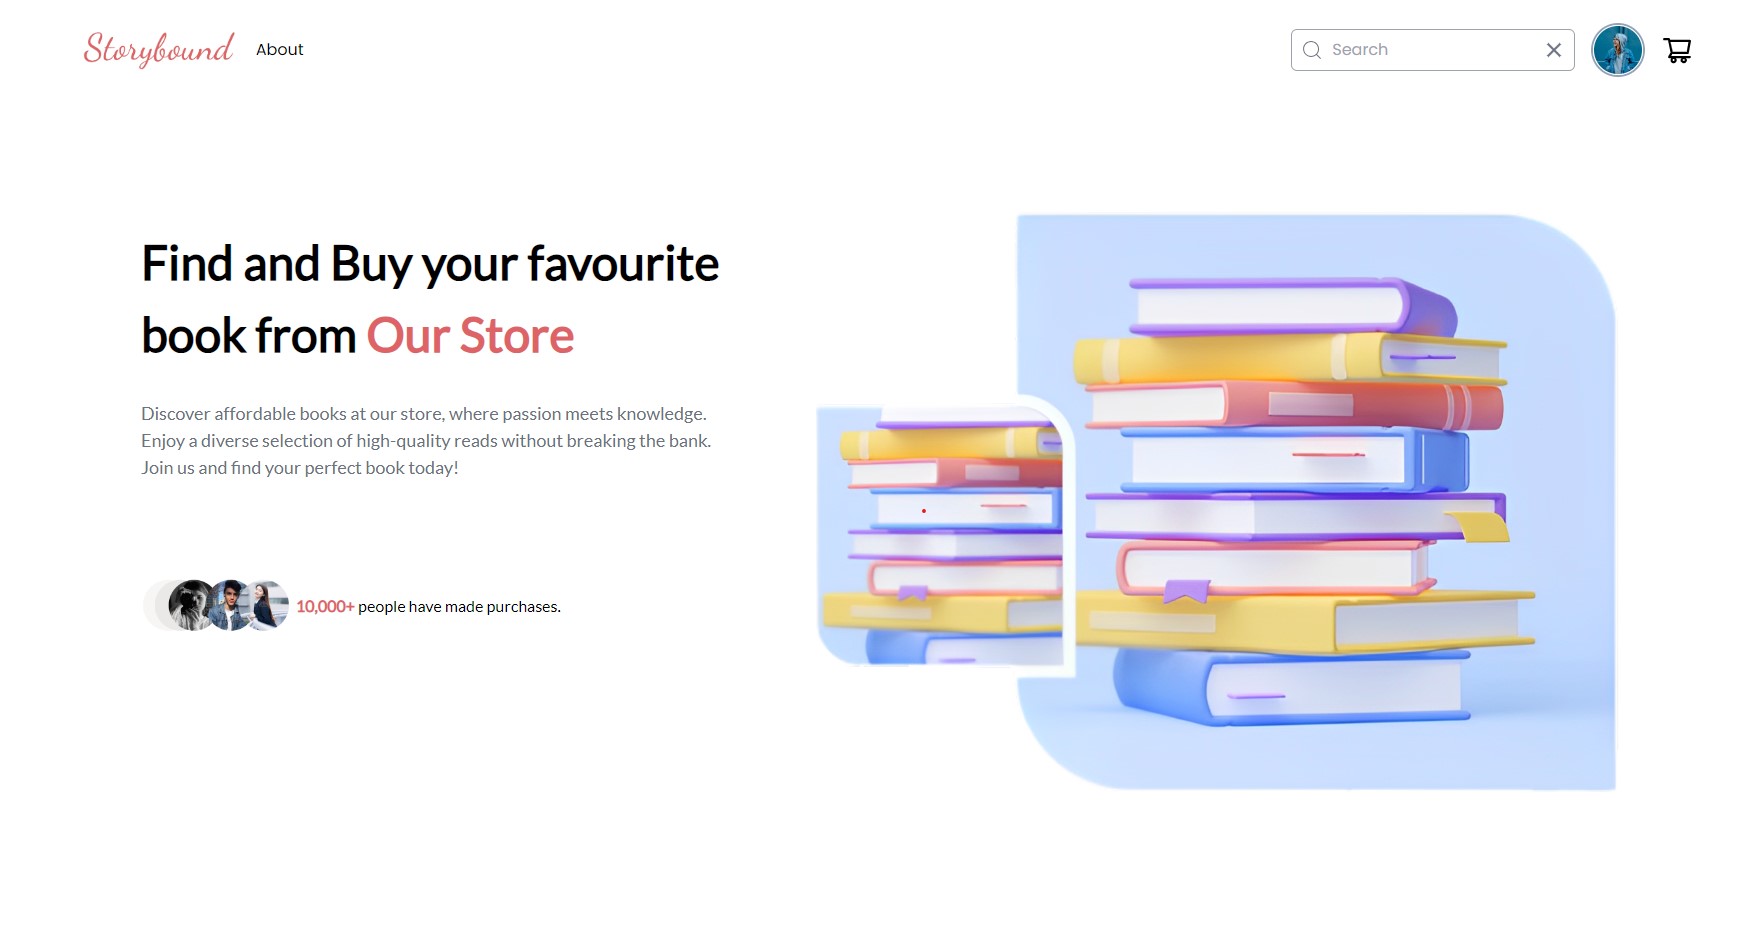 Storybound
About
Search
Find and Buy your favourite
book from Our Store
Discover affordable books at our store, where passion meets knowledge.
Enjoy a diverse selection of high-quality reads without breaking the bank.
Join us and find your perfect book today!
10,000+ people have made purchases.